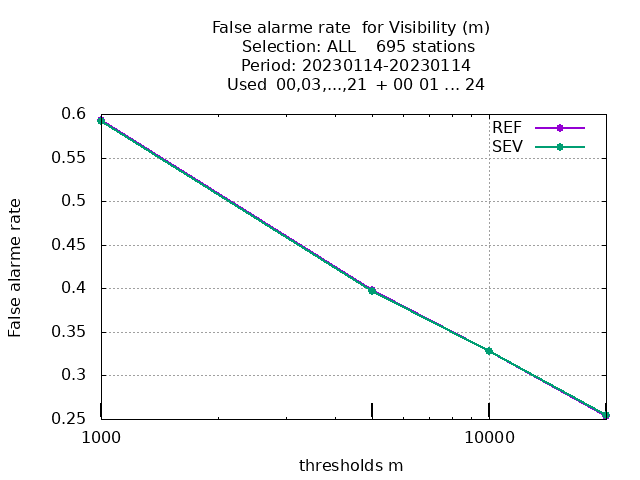 False alarme rate  for Visibility (m)
Selection: ALL    695 stations
Period: 20230114-20230114
Used  00,03,...,21  + 00 01 ... 24
0.6
0.55
0.5
0.45
0.4
0.35
0.3
0.25
False alarme rate
REF
SEV
1000
10000
thresholds m